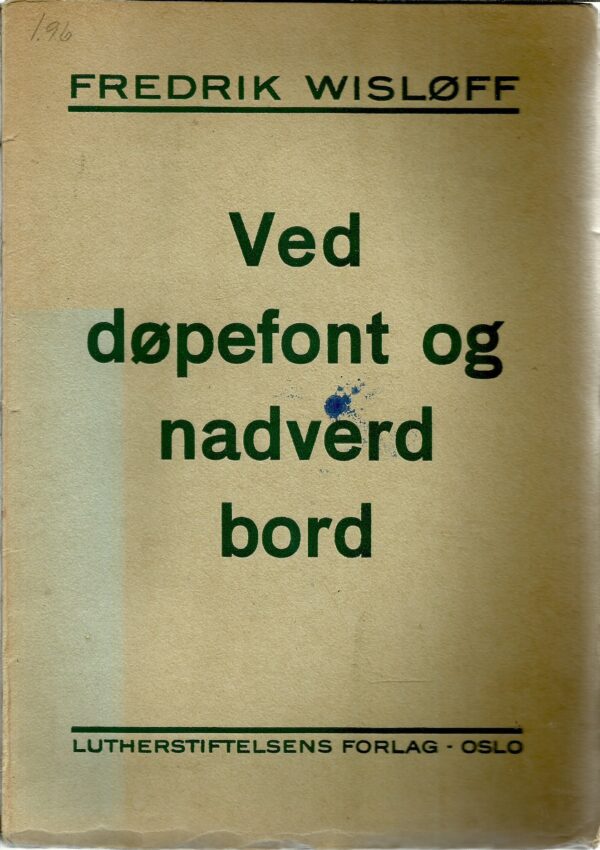 1.96
FREDRIK WISLØFF
Ved
døpefont og
nadverd
bord
LUTHERSTIFTELSENS FORLAG - OSLO